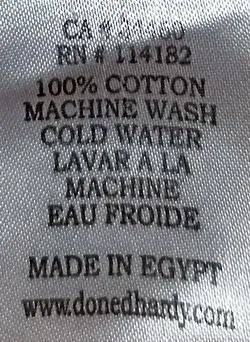 CA #
RN # 114182
100% COTTON
MACHINE WASH
COLD WATER
LAVAR A LA
MACHINE
EAU FROIDE
MADE IN EGYPT
www.donedhardy.com